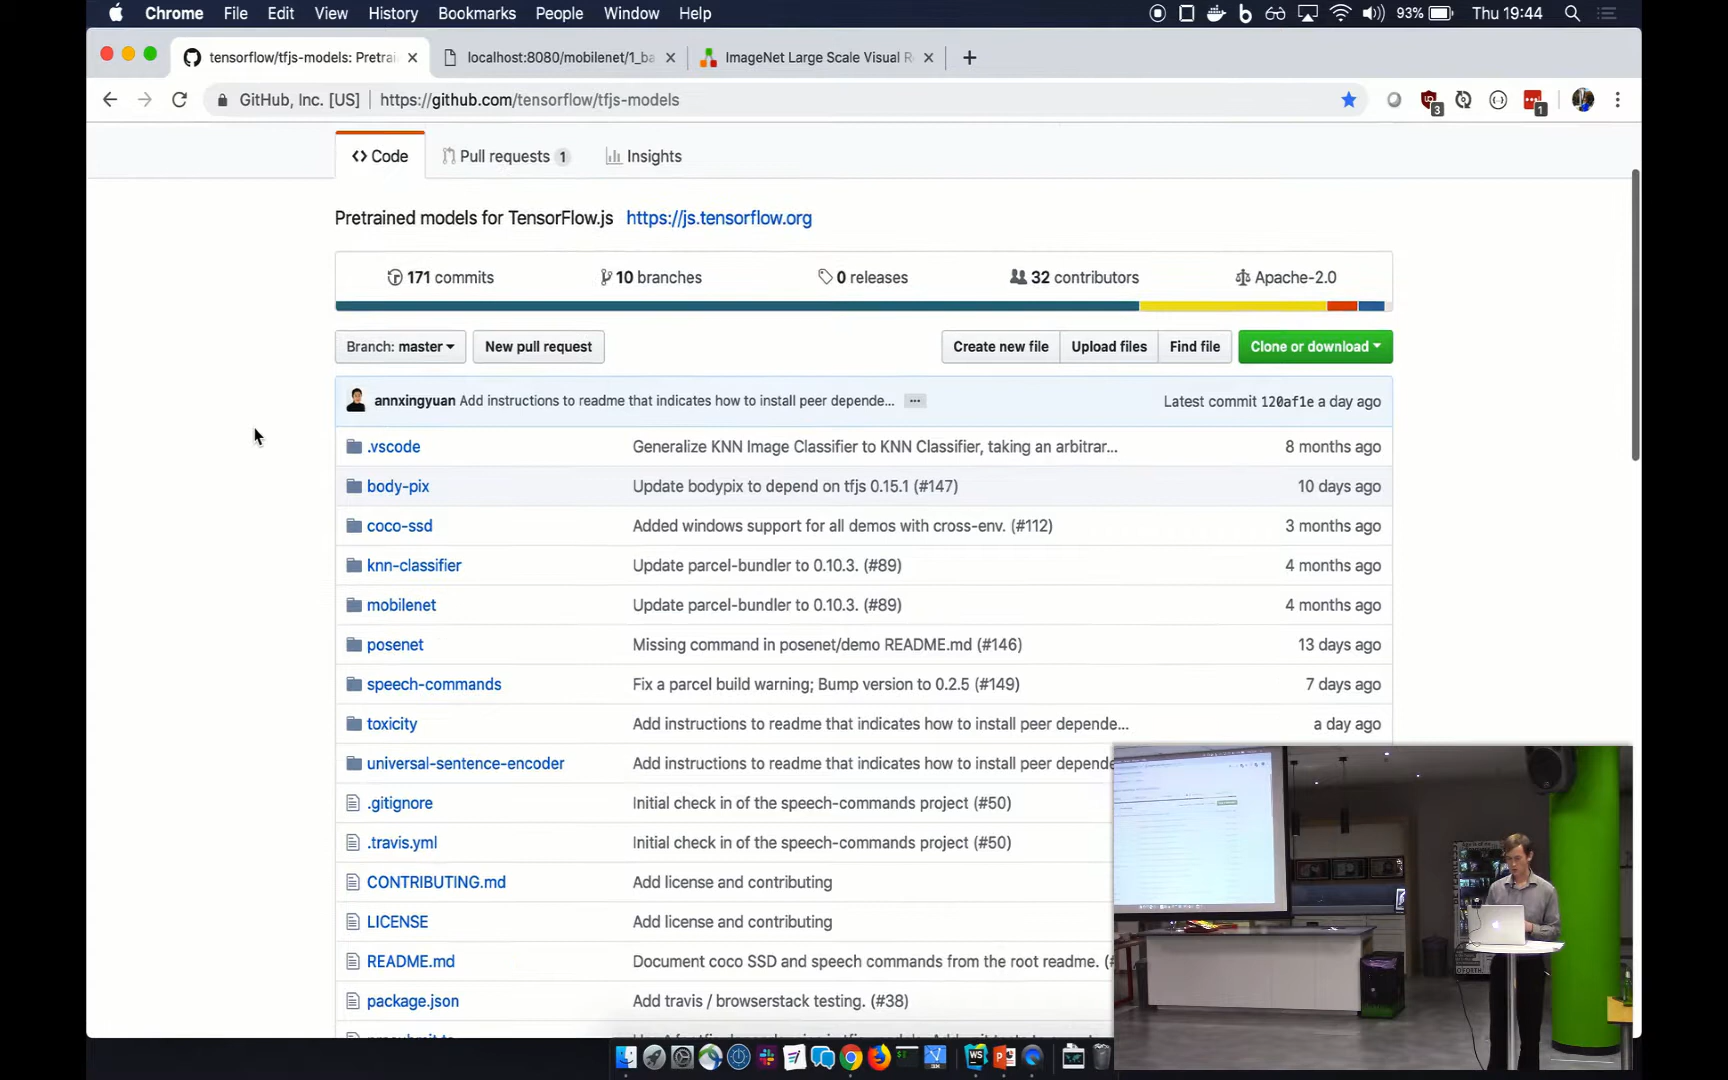 Chrome File Edit View History Bookmarks People Window Help 93% Thu 19:44
tensorflow/tfjs-models: Pretrai localhost:8080/mobilenet/1_ba ImageNet Large Scale Visual R
GitHub, Inc. [US] https://github.com/tensorflow/tfjs-models 3 1
Code Pull requests 1 Insights
Pretrained models for TensorFlow.js https://js.tensorflow.org
171 commits 10 branches 0 releases 32 contributors Apache-2.0
Branch: master New pull request Create new file Upload files Find file Clone or download
annxingyuan Add instructions to readme that indicates how to install peer depende... Latest commit 120af1e a day ago
.vscode Generalize KNN Image Classifier to KNN Classifier, taking an arbitrar... 8 months ago
body-pix Update bodypix to depend on tfjs 0.15.1 (#147) 10 days ago
coco-ssd Added windows support for all demos with cross-env. (#112) 3 months ago
knn-classifier Update parcel-bundler to 0.10.3. (#89) 4 months ago
mobilenet Update parcel-bundler to 0.10.3. (#89) 4 months ago
posenet Missing command in posenet/demo README.md (#146) 13 days ago
speech-commands Fix a parcel build warning; Bump version to 0.2.5 (#149) 7 days ago
toxicity Add instructions to readme that indicates how to install peer depende... a day ago
universal-sentence-encoder Add instructions to readme that indicates how to install peer depende
.gitignore Initial check in of the speech-commands project (#50)
.travis.yml Initial check in of the speech-commands project (#50)
CONTRIBUTING.md Add license and contributing
LICENSE Add license and contributing
README.md Document coco SSD and speech commands from the root readme. (#
package.json Add travis / browserstack testing. (#38)
WS